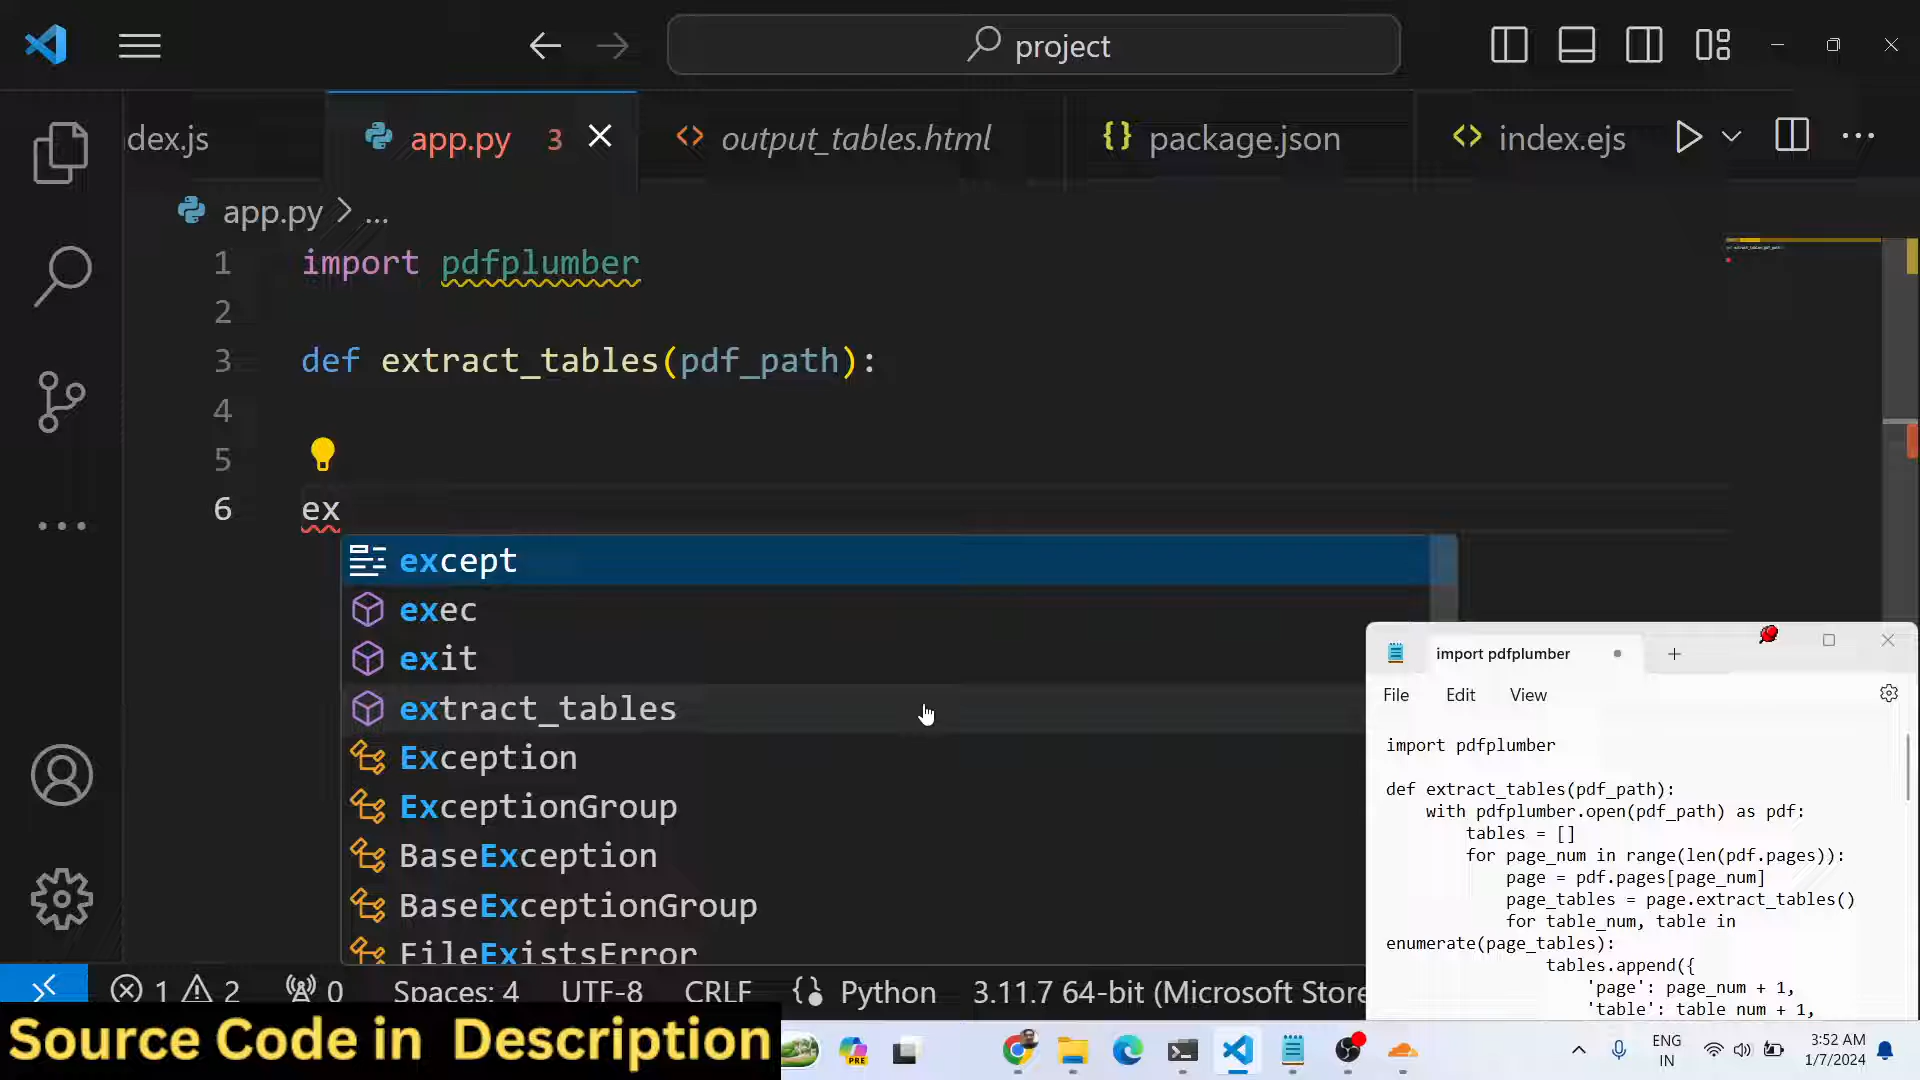 project
dex.js
app.py 3
output_tables.html
package.json
index.ejs
app.py > ...
1 import pdfplumber
2
3 def extract_tables(pdf_path):
4
5
6 ex
except
exec
exit
extract_tables
Exception
ExceptionGroup
BaseException
BaseExceptionGroup
FileExistsError
import pdfplumber
File Edit View
import pdfplumber
def extract_tables(pdf_path):
with pdfplumber.open(pdf_path) as pdf:
tables = []
for page_num in range(len(pdf.pages)):
page = pdf.pages[page_num]
page_tables = page.extract_tables()
for table_num, table in
enumerate(page_tables):
tables.append({
'page': page_num + 1,
'table': table_num + 1,
1 2 0 Spaces: 4 UTF-8 CRLF Python 3.11.7 64-bit (Microsoft Store
Source Code in Description
PRE
ENG
IN
3:52 AM
1/7/2024